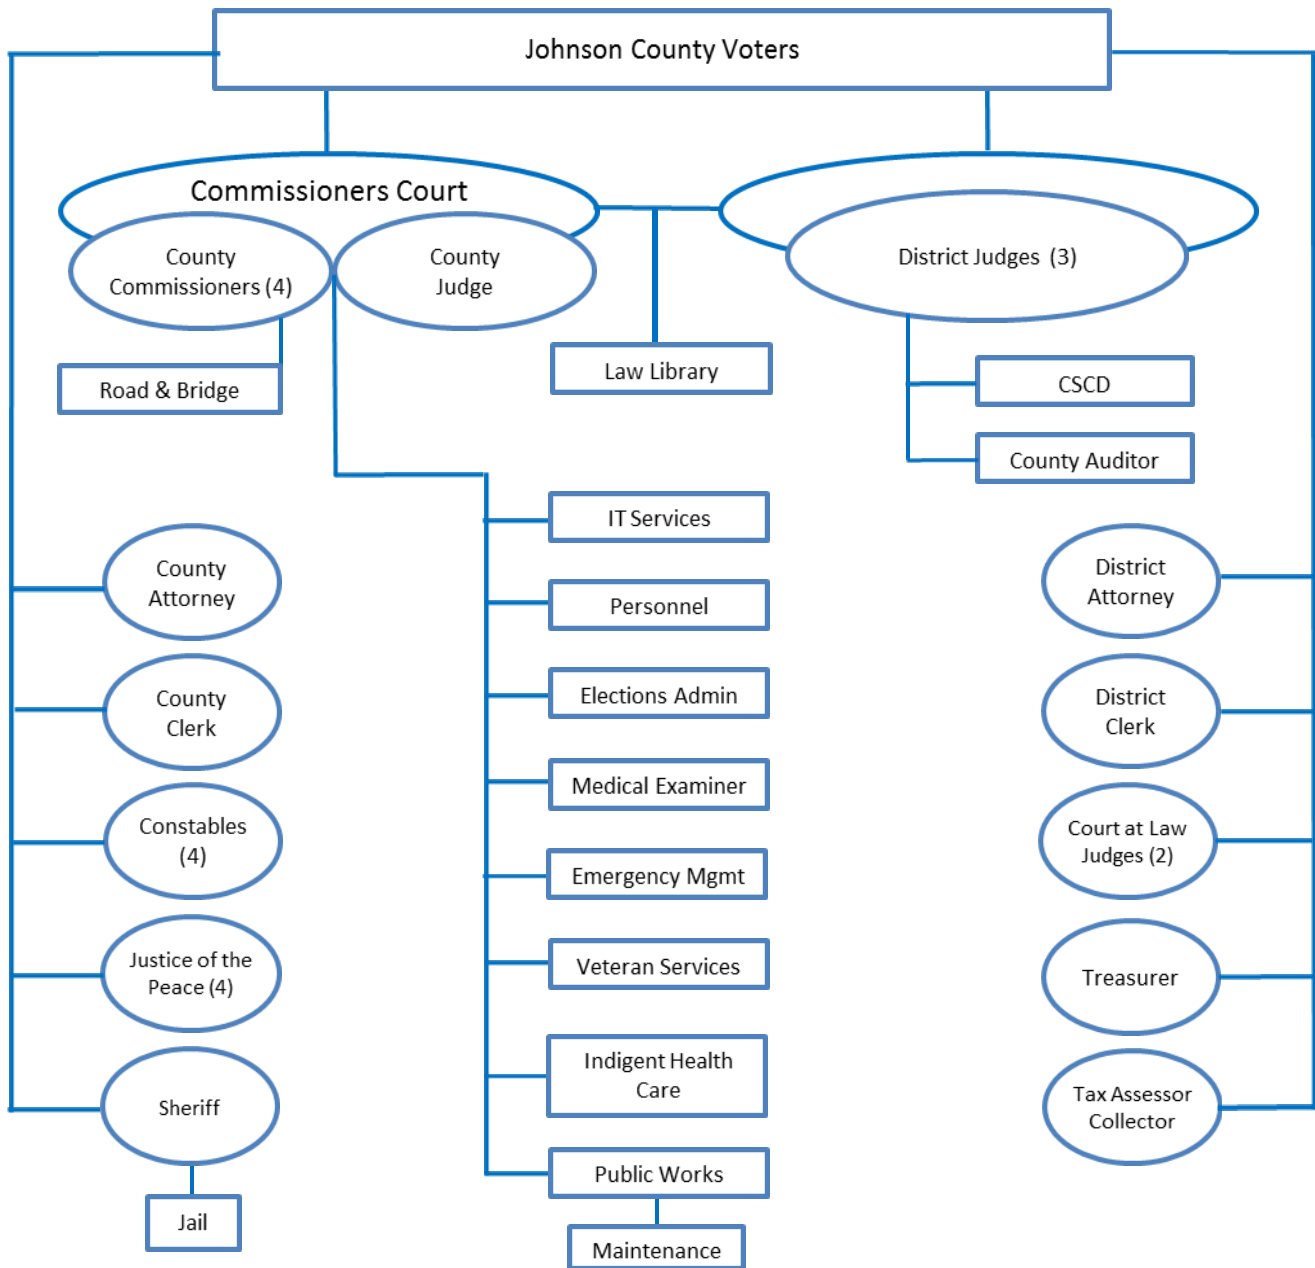 Johnson County Voters
Commissioners Court
County
Commissioners (4)
County
Judge
District Judges (3)
Road & Bridge
Law Library
CSCD
County Auditor
IT Services
Personnel
Elections Admin
Medical Examiner
Emergency Mgmt
Veteran Services
Indigent Health
Care
Public Works
Maintenance
County
Attorney
County
Clerk
Constables
(4)
Justice of the
Peace (4)
Sheriff
Jail
District
Attorney
District
Clerk
Court at Law
Judges (2)
Treasurer
Tax Assessor
Collector